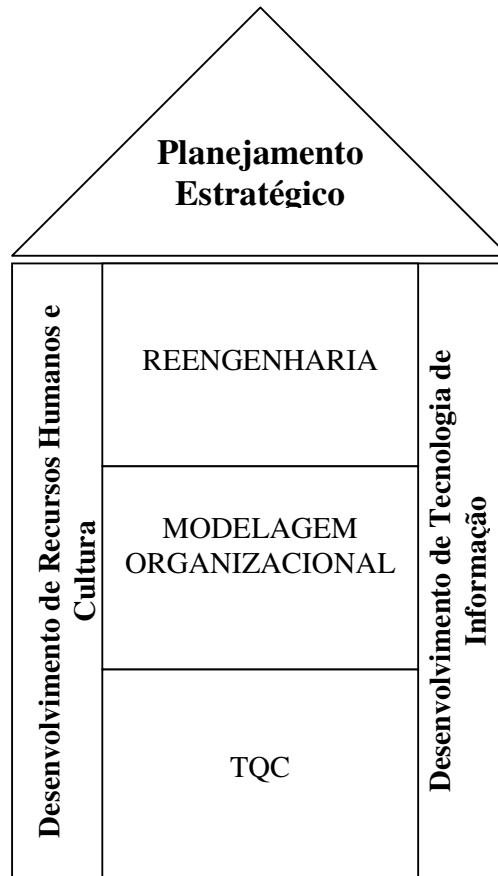 Planejamento
Estratégico
Desenvolvimento de Recursos Humanos e
Cultura
REENGENHARIA
MODELAGEM
ORGANIZACIONAL
TQC
Desenvolvimento de Tecnologia de
Informação